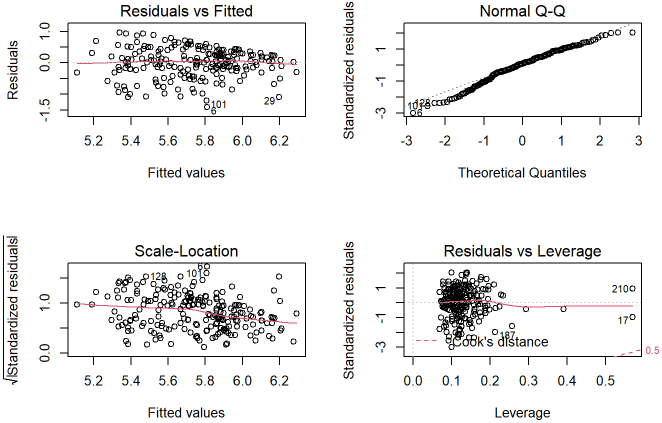 Residuals vs Fitted
Residuals
1.0
0.0
-1.5
101
6
29
5.2 5.4 5.6 5.8 6.0 6.2
Fitted values
Normal Q-Q
Standardized residuals
1
-1
-3
128
101
6
-3 -2 -1 0 1 2 3
Theoretical Quantiles
Scale-Location
√|Standardized residuals|
1.0
0.0
128
101
6
5.2 5.4 5.6 5.8 6.0 6.2
Fitted values
Residuals vs Leverage
Standardized residuals
1
-1
-3
210
17
187
Cook's distance
0.5
0.0 0.1 0.2 0.3 0.4 0.5
Leverage